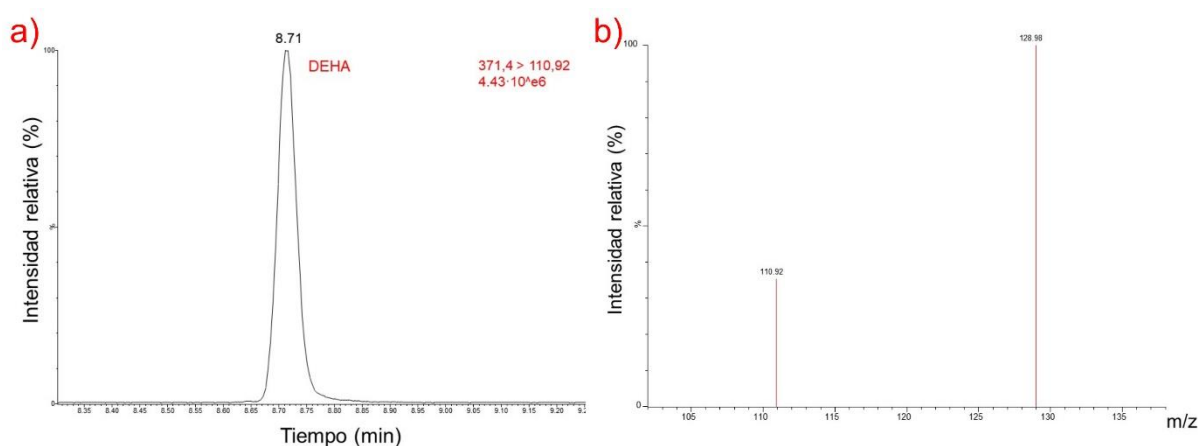 a)
8.71
DEHA
371,4 > 110,92
4.43·10^e6
100
%
0
Intensidad relativa (%)
8.35 8.40 8.45 8.50 8.55 8.60 8.65 8.70 8.75 8.80 8.85 8.90 8.95 9.00 9.05 9.10 9.15 9.20
Tiempo (min)
b)
128.98
100
110.92
%
0
Intensidad relativa (%)
105 110 115 120 125 130 135
m/z